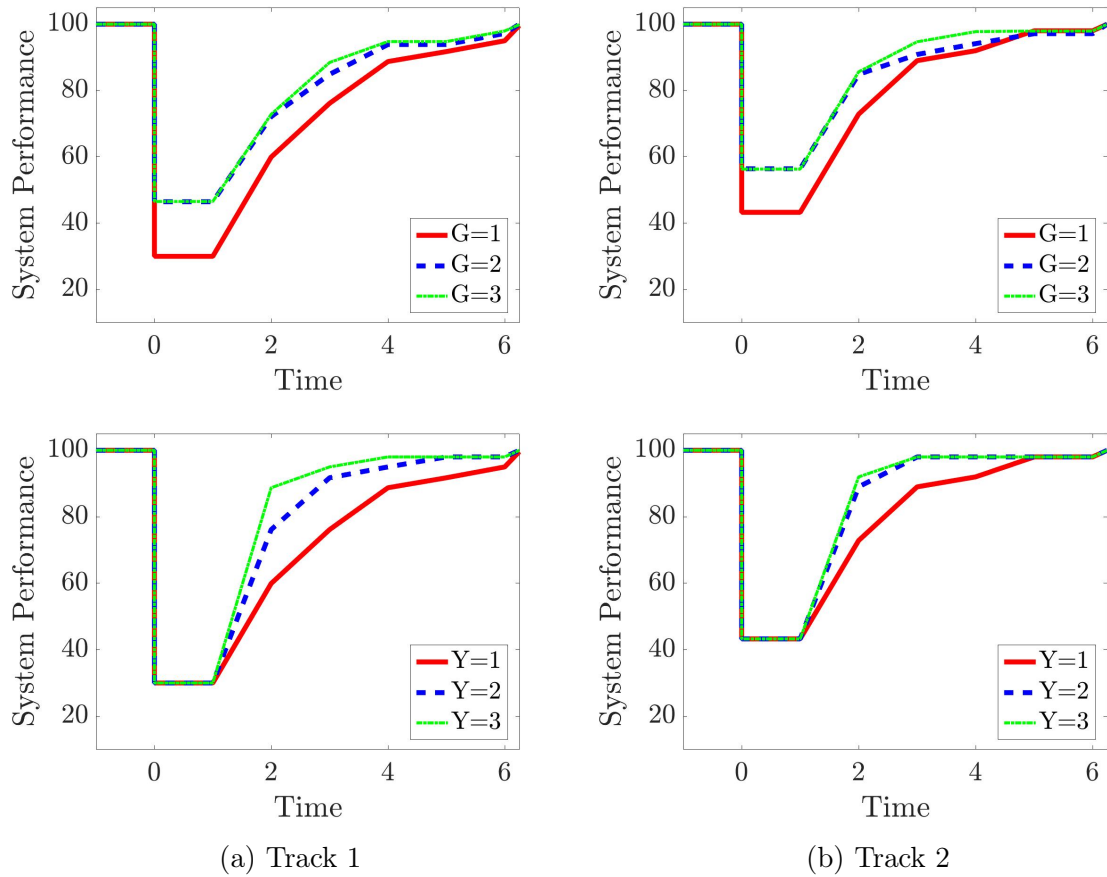 100
80
60
40
20
System Performance
G=1
G=2
G=3
0 2 4 6
Time
100
80
60
40
20
System Performance
G=1
G=2
G=3
0 2 4 6
Time
100
80
60
40
20
System Performance
Y=1
Y=2
Y=3
0 2 4 6
Time
100
80
60
40
20
System Performance
Y=1
Y=2
Y=3
0 2 4 6
Time
(a) Track 1
(b) Track 2